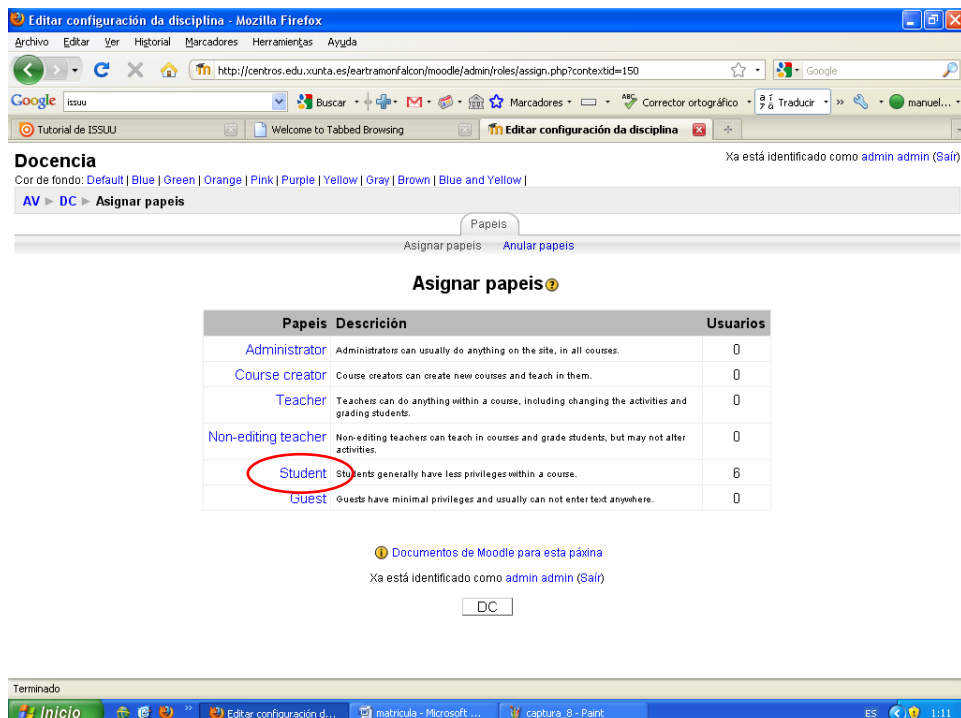 Editar configuración da disciplina - Mozilla Firefox
Archivo Editar Ver Historial Marcadores Herramientas Ayuda
http://centros.edu.xunta.es/eartramonfalcon/moodle/admin/roles/assign.php?contextid=150 Google
Google issuu Buscar Marcadores Corrector ortográfico Traducir » manuel...
Tutorial de ISSUU Welcome to Tabbed Browsing Editar configuración da disciplina
Docencia Xa está identificado como admin admin (Saír)
Cor de fondo: Default | Blue | Green | Orange | Pink | Purple | Yellow | Gray | Brown | Blue and Yellow |
AV ► DC ► Asignar papeis
Papeis
Asignar papeis Anular papeis
Asignar papeis
Papeis Descrición Usuarios
Administrator Administrators can usually do anything on the site, in all courses. 0
Course creator Course creators can create new courses and teach in them. 0
Teacher Teachers can do anything within a course, including changing the activities and grading students. 0
Non-editing teacher Non-editing teachers can teach in courses and grade students, but may not alter activities. 0
Student Students generally have less privileges within a course. 6
Guest Guests have minimal privileges and usually can not enter text anywhere. 0
Documentos de Moodle para esta páxina
Xa está identificado como admin admin (Saír)
DC
Terminado
Inicio » Editar configuración d... matricula - Microsoft ... captura_8 - Paint ES 1:11